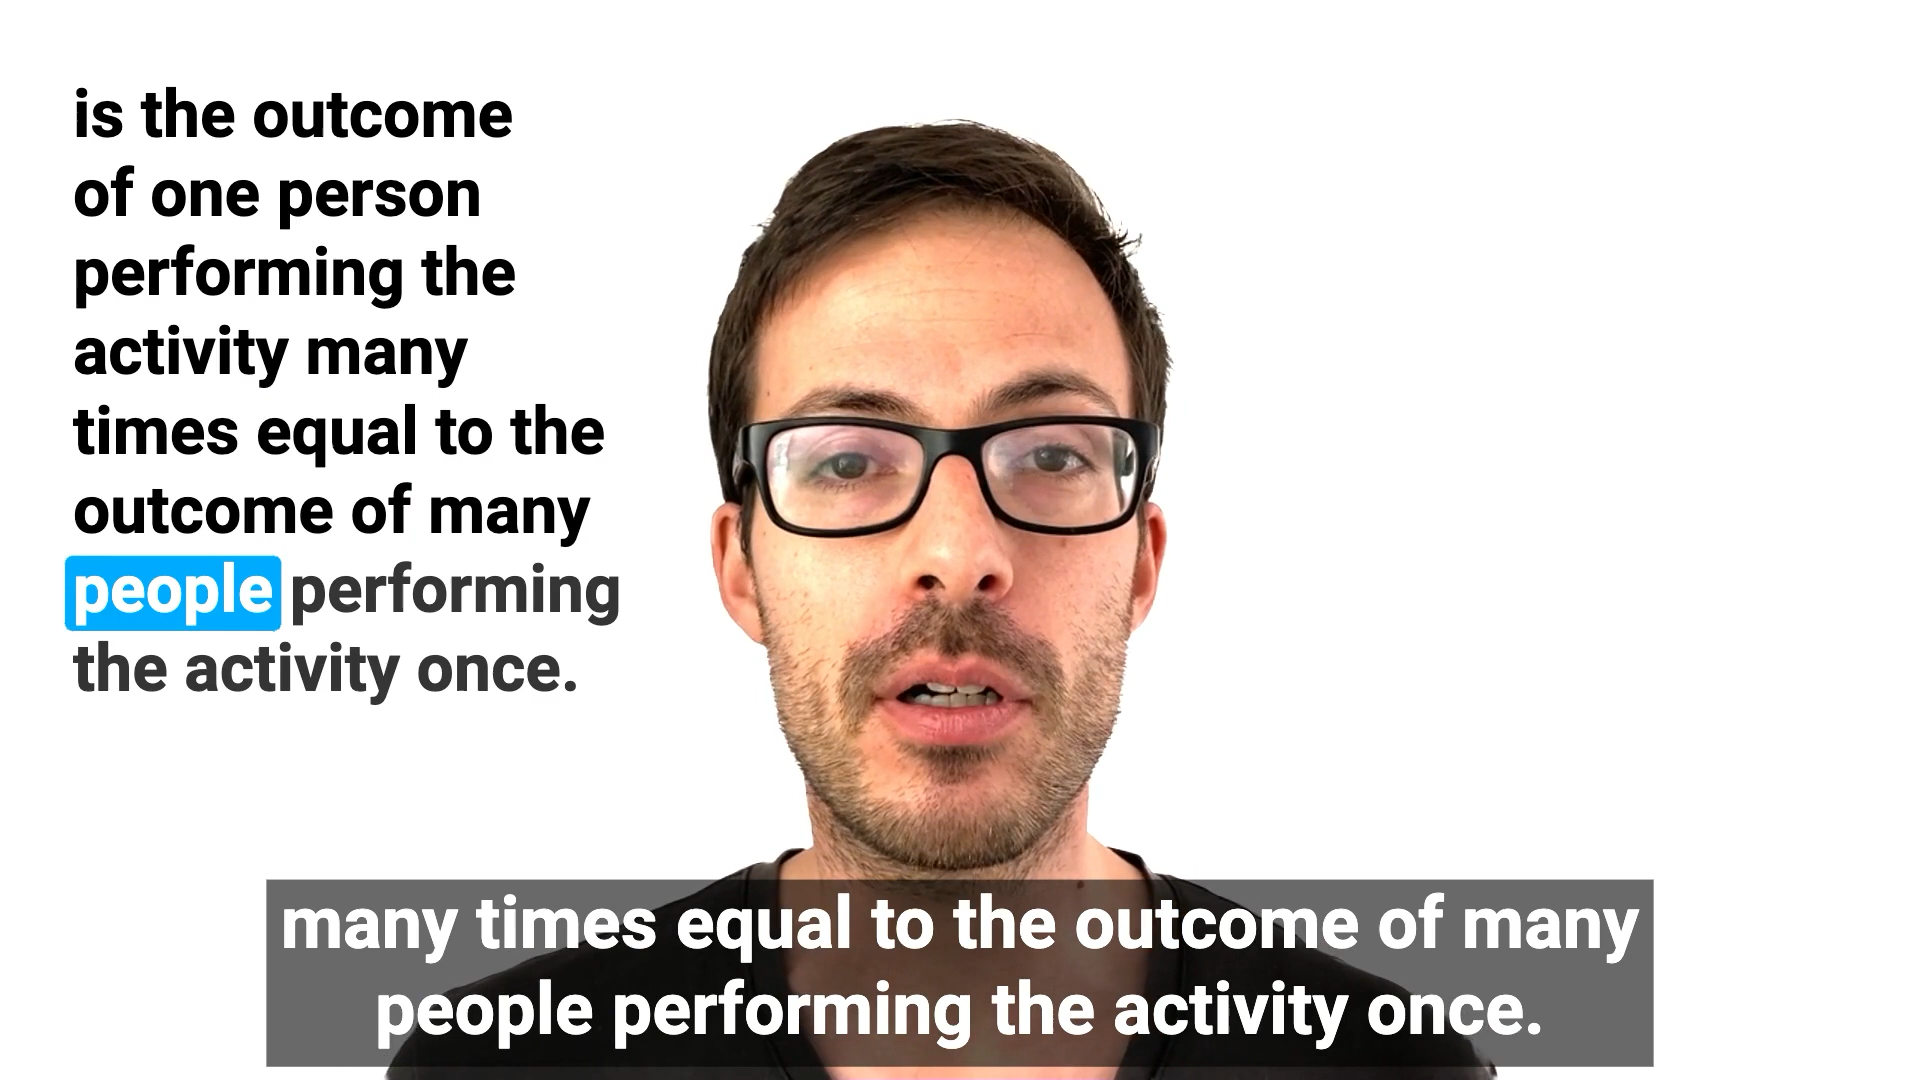 is the outcome
of one person
performing the
activity many
times equal to the
outcome of many
people performing
the activity once.
many times equal to the outcome of many
people performing the activity once.